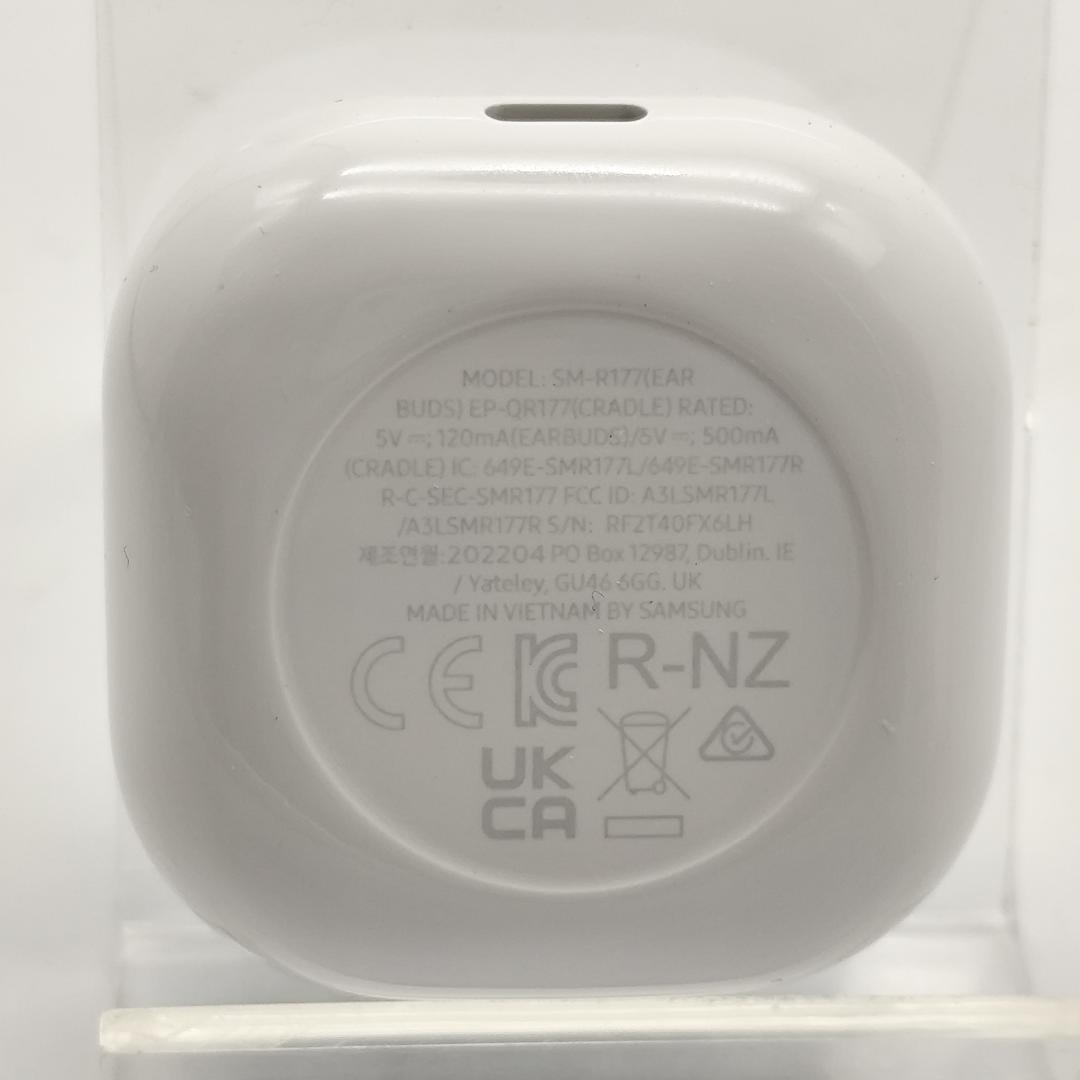 MODEL: SM-R177(EAR
BUDS) EP-QR177(CRADLE) RATED:
5V ⎓; 120mA(EARBUDS)/5V ⎓; 500mA
(CRADLE) IC: 649E-SMR177L/649E-SMR177R
R-C-SEC-SMR177 FCC ID: A3LSMR177L
/A3LSMR177R S/N: RF2T40FX6LH
제조연월:202204 PO Box 12987, Dublin. IE
/ Yateley, GU46 6GG. UK
MADE IN VIETNAM BY SAMSUNG
CE KC R-NZ
UK
CA